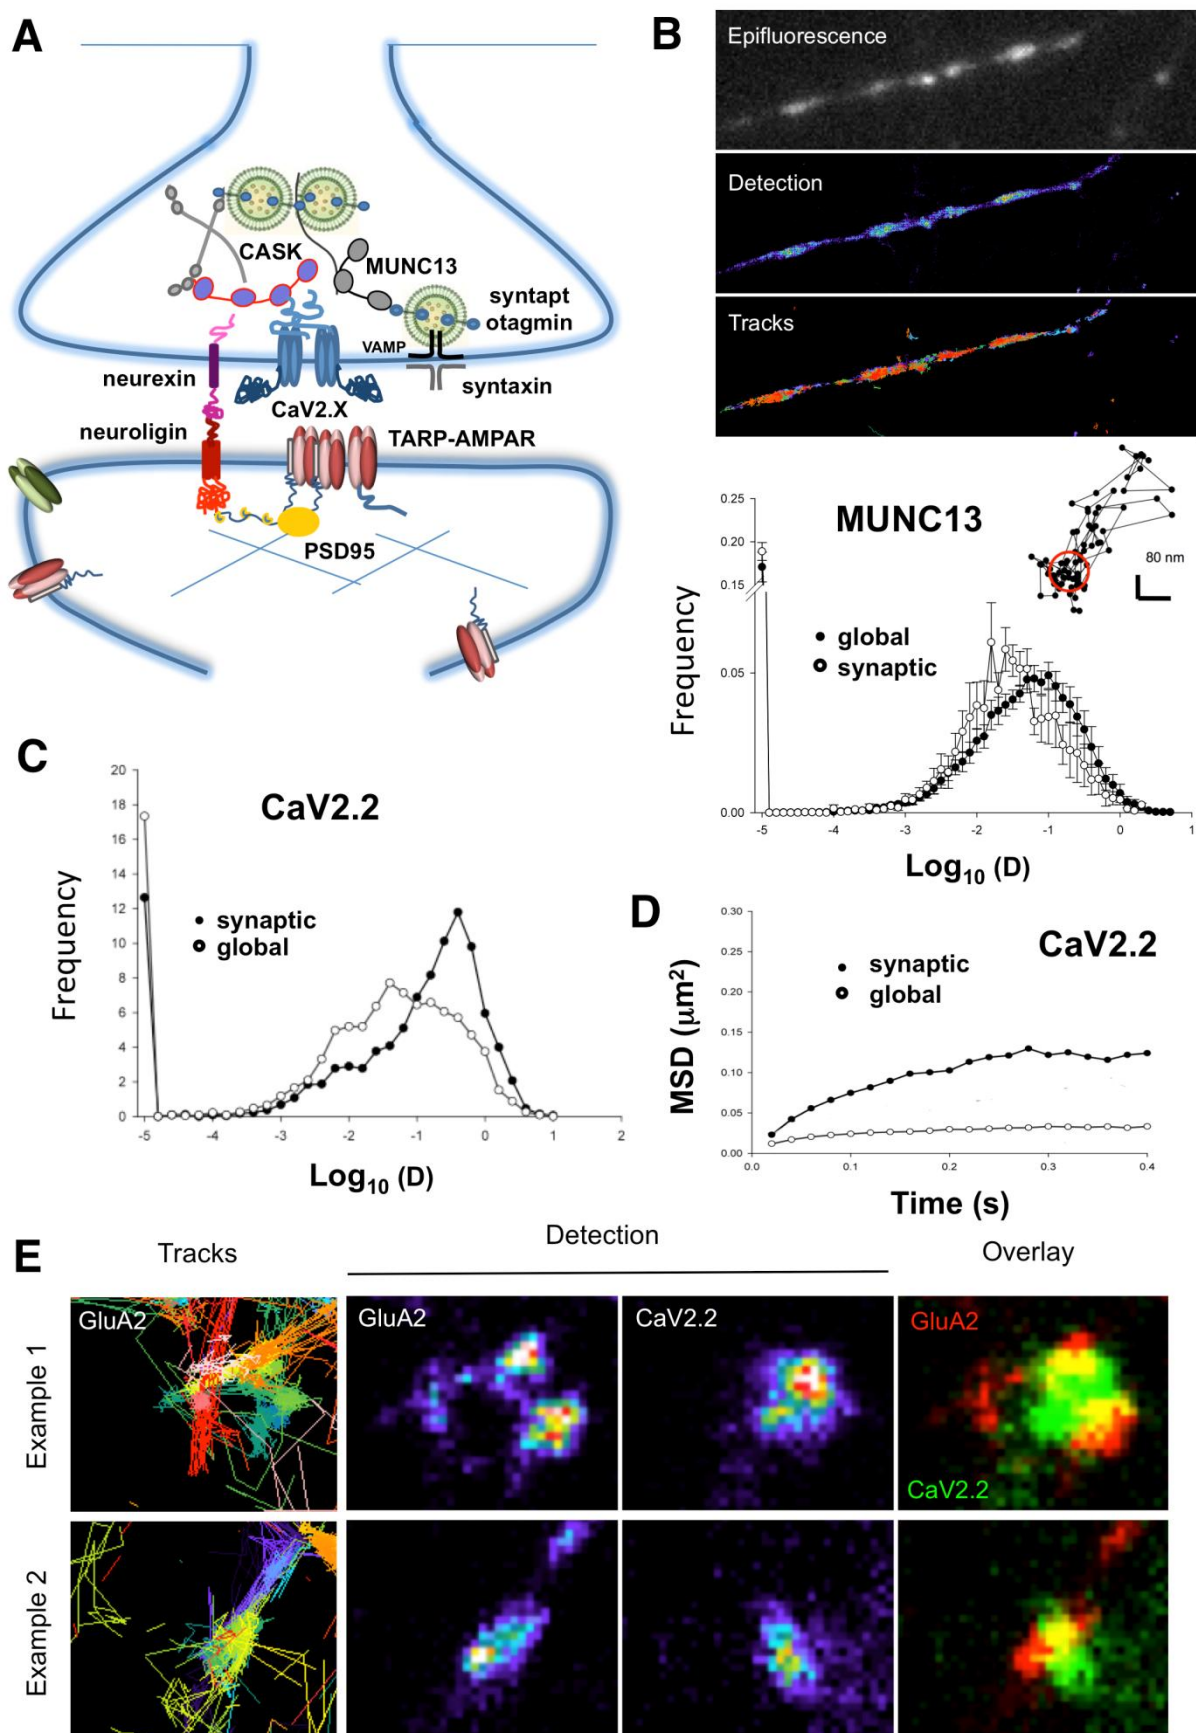 A
CASK
MUNC13
syntapt
otagmin
VAMP
syntaxin
neurexin
CaV2.X
neuroligin
TARP-AMPAR
PSD95
B
Epifluorescence
Detection
Tracks
MUNC13
80 nm
global
synaptic
Frequency
0.25
0.20
0.15
0.05
0.00
-5 -4 -3 -2 -1 0 1
Log10 (D)
C
CaV2.2
synaptic
global
Frequency
20
18
16
14
12
10
8
6
4
2
0
-5 -4 -3 -2 -1 0 1 2
Log10 (D)
D
CaV2.2
synaptic
global
MSD (μm²)
0.30
0.25
0.20
0.15
0.10
0.05
0.00
0.0 0.1 0.2 0.3 0.4
Time (s)
E
Tracks Detection Overlay
Example 1
GluA2 GluA2 CaV2.2 GluA2
CaV2.2
Example 2